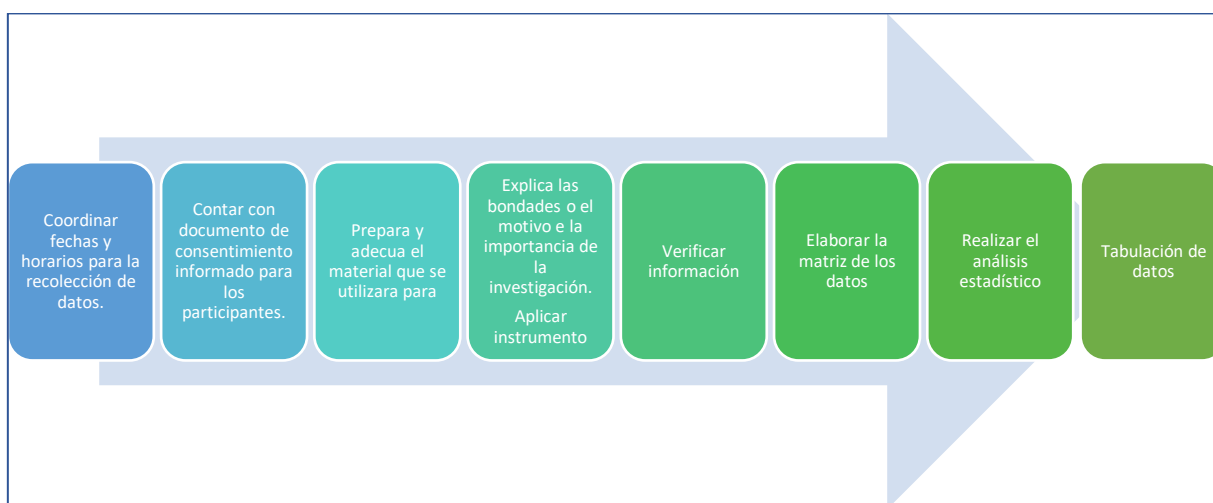 Coordinar
fechas y
horarios para la
recolección de
datos.
Contar con
documento de
consentimiento
informado para
los
participantes.
Prepara y
adecua el
material que se
utilizara para
Explica las
bondades o el
motivo e la
importancia de
la
investigación.
Aplicar
instrumento
Verificar
información
Elaborar la
matriz de los
datos
Realizar el
análisis
estadístico
Tabulación de
datos